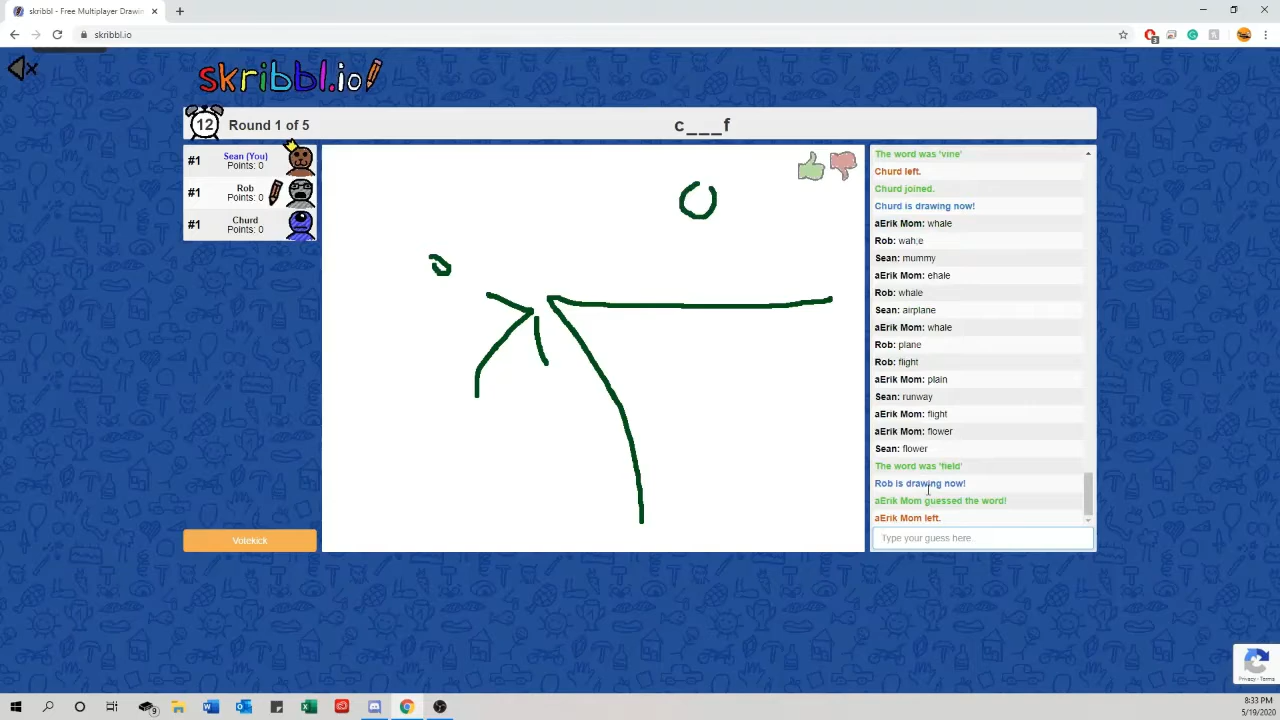 skribbl - Free Multiplayer Drawin
skribbl.io
3
skribbl.io
12
Round 1 of 5
c___f
#1
Sean (You)
Points: 0
#1
Rob
Points: 0
#1
Churd
Points: 0
Votekick
The word was 'vine'
Churd left.
Churd joined.
Churd is drawing now!
aErik Mom: whale
Rob: wah;e
Sean: mummy
aErik Mom: ehale
Rob: whale
Sean: airplane
aErik Mom: whale
Rob: plane
Rob: flight
aErik Mom: plain
Sean: runway
aErik Mom: flight
aErik Mom: flower
Sean: flower
The word was 'field'
Rob is drawing now!
aErik Mom guessed the word!
aErik Mom left.
Type your guess here
Privacy - Terms
9
8:33 PM
5/19/2020